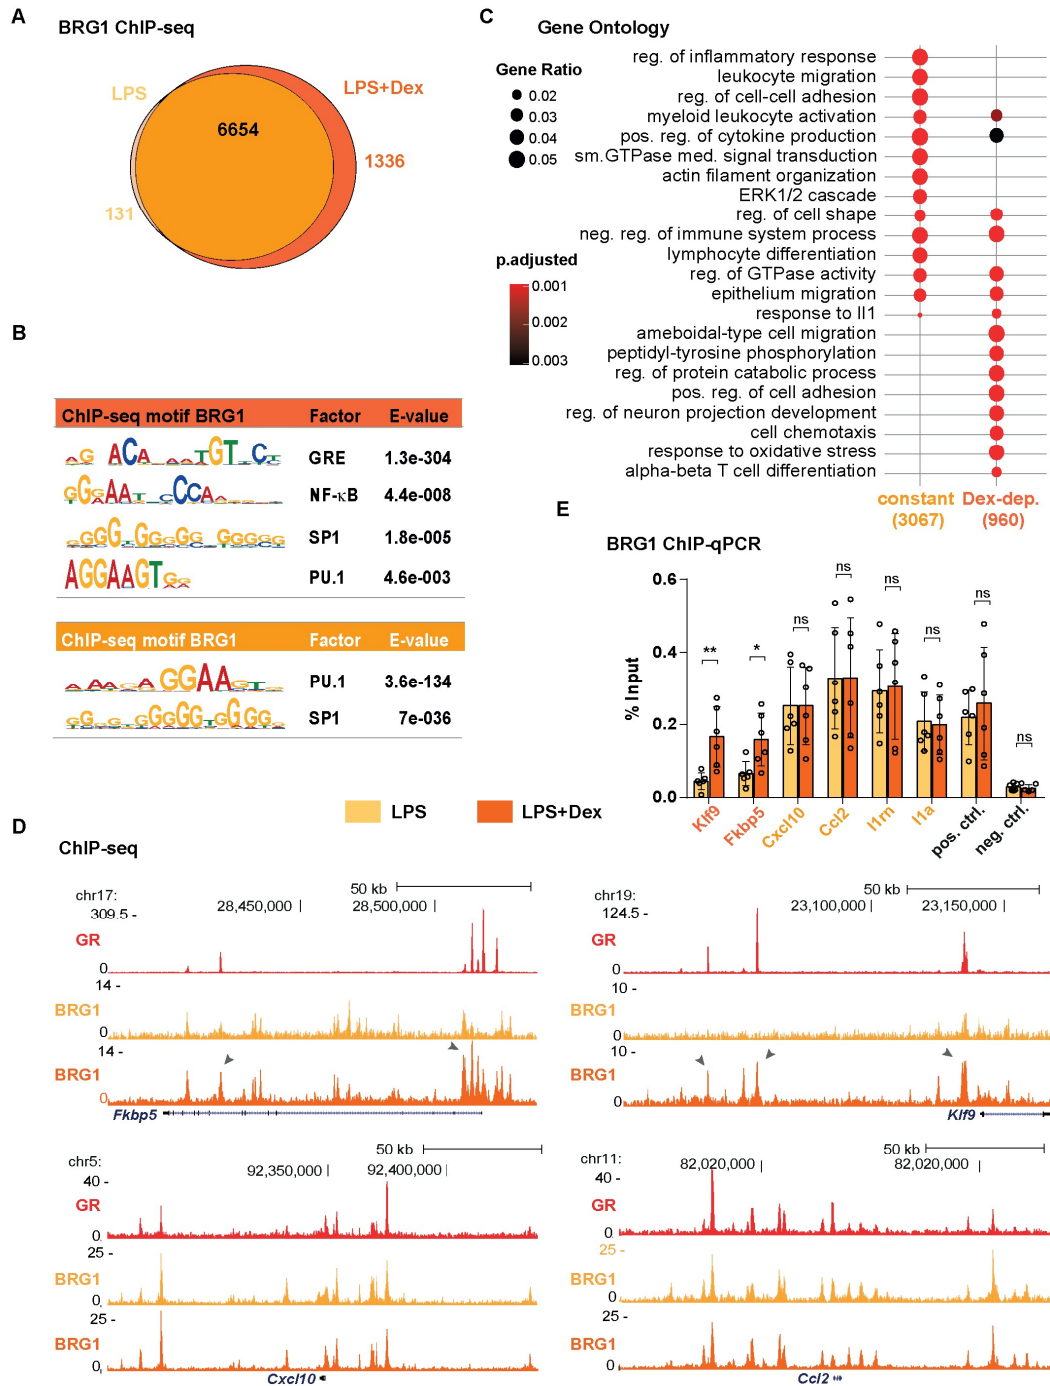 A
BRG1 ChIP-seq
LPS
LPS+Dex
6654
1336
131
B
ChIP-seq motif BRG1 Factor E-value
GRE 1.3e-304
NF-κB 4.4e-008
SP1 1.8e-005
PU.1 4.6e-003
ChIP-seq motif BRG1 Factor E-value
PU.1 3.6e-134
SP1 7e-036
C
Gene Ontology
Gene Ratio
0.02
0.03
0.04
0.05
p.adjusted
0.001
0.002
0.003
reg. of inflammatory response
leukocyte migration
reg. of cell-cell adhesion
myeloid leukocyte activation
pos. reg. of cytokine production
sm.GTPase med. signal transduction
actin filament organization
ERK1/2 cascade
reg. of cell shape
neg. reg. of immune system process
lymphocyte differentiation
reg. of GTPase activity
epithelium migration
response to Il1
ameboidal-type cell migration
peptidyl-tyrosine phosphorylation
reg. of protein catabolic process
pos. reg. of cell adhesion
reg. of neuron projection development
cell chemotaxis
response to oxidative stress
alpha-beta T cell differentiation
constant Dex-dep.
(3067) (960)
E
BRG1 ChIP-qPCR
% Input
0.6
0.4
0.2
0.0
** * ns ns ns ns ns ns
Klf9 Fkbp5 Cxcl10 Ccl2 Il1rn Il1a pos. ctrl. neg. ctrl.
LPS LPS+Dex
D
ChIP-seq
50 kb
chr17:
28,450,000 28,500,000
309.5 -
GR
0
14 -
BRG1
0
14 -
BRG1
0
Fkbp5
50 kb
chr19:
23,100,000 23,150,000
124.5 -
GR
0
10 -
BRG1
0
10 -
BRG1
0
Klf9
50 kb
chr5:
92,350,000 92,400,000
40 -
GR
0
25 -
BRG1
0
25 -
BRG1
0
Cxcl10
50 kb
chr11:
82,020,000 82,020,000
40 -
GR
0
25 -
BRG1
0
25 -
BRG1
0
Ccl2